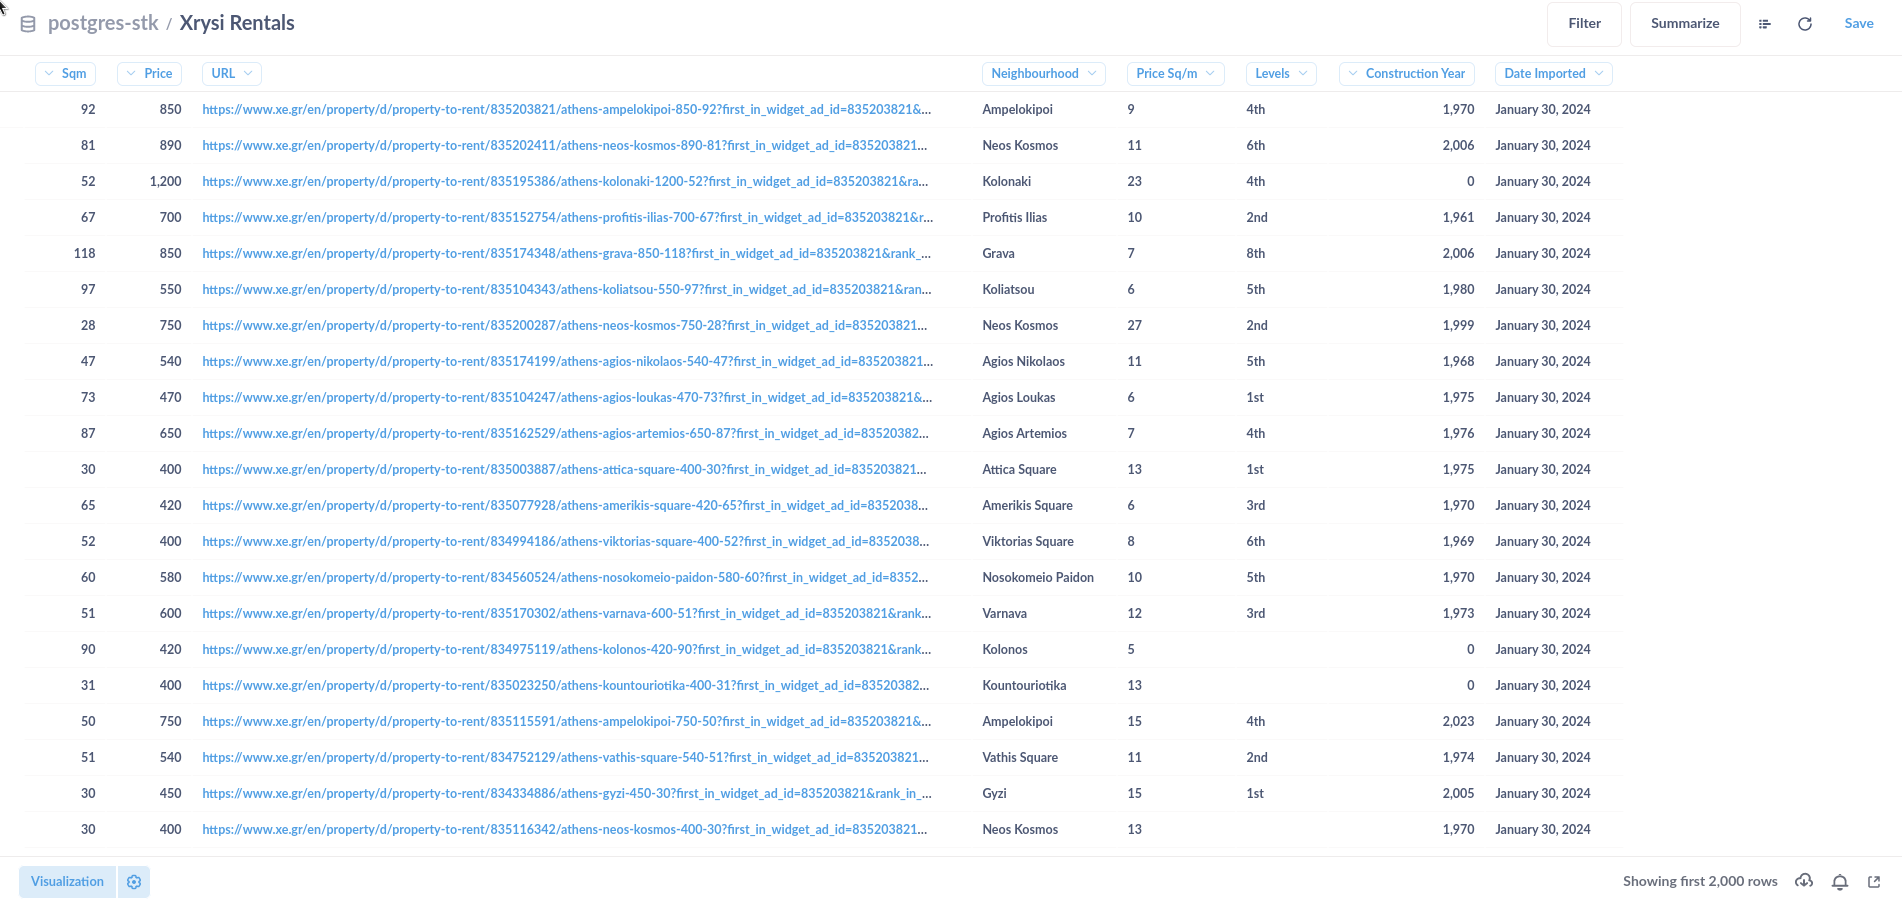 postgres-stk / Xrysi Rentals Filter Summarize Save
Sqm Price URL Neighbourhood Price Sq/m Levels Construction Year Date Imported
92 850 https://www.xe.gr/en/property/d/property-to-rent/835203821/athens-ampelokipoi-850-92?first_in_widget_ad_id=835203821&... Ampelokipoi 9 4th 1,970 January 30, 2024
81 890 https://www.xe.gr/en/property/d/property-to-rent/835202411/athens-neos-kosmos-890-81?first_in_widget_ad_id=835203821... Neos Kosmos 11 6th 2,006 January 30, 2024
52 1,200 https://www.xe.gr/en/property/d/property-to-rent/835195386/athens-kolonaki-1200-52?first_in_widget_ad_id=835203821&ra... Kolonaki 23 4th 0 January 30, 2024
67 700 https://www.xe.gr/en/property/d/property-to-rent/835152754/athens-profitis-ilias-700-67?first_in_widget_ad_id=835203821&r... Profitis Ilias 10 2nd 1,961 January 30, 2024
118 850 https://www.xe.gr/en/property/d/property-to-rent/835174348/athens-grava-850-118?first_in_widget_ad_id=835203821&rank_... Grava 7 8th 2,006 January 30, 2024
97 550 https://www.xe.gr/en/property/d/property-to-rent/835104343/athens-koliatsou-550-97?first_in_widget_ad_id=835203821&ran... Koliatsou 6 5th 1,980 January 30, 2024
28 750 https://www.xe.gr/en/property/d/property-to-rent/835200287/athens-neos-kosmos-750-28?first_in_widget_ad_id=835203821... Neos Kosmos 27 2nd 1,999 January 30, 2024
47 540 https://www.xe.gr/en/property/d/property-to-rent/835174199/athens-agios-nikolaos-540-47?first_in_widget_ad_id=835203821... Agios Nikolaos 11 5th 1,968 January 30, 2024
73 470 https://www.xe.gr/en/property/d/property-to-rent/835104247/athens-agios-loukas-470-73?first_in_widget_ad_id=835203821&... Agios Loukas 6 1st 1,975 January 30, 2024
87 650 https://www.xe.gr/en/property/d/property-to-rent/835162529/athens-agios-artemios-650-87?first_in_widget_ad_id=83520382... Agios Artemios 7 4th 1,976 January 30, 2024
30 400 https://www.xe.gr/en/property/d/property-to-rent/835003887/athens-attica-square-400-30?first_in_widget_ad_id=835203821... Attica Square 13 1st 1,975 January 30, 2024
65 420 https://www.xe.gr/en/property/d/property-to-rent/835077928/athens-amerikis-square-420-65?first_in_widget_ad_id=8352038... Amerikis Square 6 3rd 1,970 January 30, 2024
52 400 https://www.xe.gr/en/property/d/property-to-rent/834994186/athens-viktorias-square-400-52?first_in_widget_ad_id=8352038... Viktorias Square 8 6th 1,969 January 30, 2024
60 580 https://www.xe.gr/en/property/d/property-to-rent/834560524/athens-nosokomeio-paidon-580-60?first_in_widget_ad_id=8352... Nosokomeio Paidon 10 5th 1,970 January 30, 2024
51 600 https://www.xe.gr/en/property/d/property-to-rent/835170302/athens-varnava-600-51?first_in_widget_ad_id=835203821&rank... Varnava 12 3rd 1,973 January 30, 2024
90 420 https://www.xe.gr/en/property/d/property-to-rent/834975119/athens-kolonos-420-90?first_in_widget_ad_id=835203821&rank... Kolonos 5 0 January 30, 2024
31 400 https://www.xe.gr/en/property/d/property-to-rent/835023250/athens-kountouriotika-400-31?first_in_widget_ad_id=83520382... Kountouriotika 13 0 January 30, 2024
50 750 https://www.xe.gr/en/property/d/property-to-rent/835115591/athens-ampelokipoi-750-50?first_in_widget_ad_id=835203821&... Ampelokipoi 15 4th 2,023 January 30, 2024
51 540 https://www.xe.gr/en/property/d/property-to-rent/834752129/athens-vathis-square-540-51?first_in_widget_ad_id=835203821... Vathis Square 11 2nd 1,974 January 30, 2024
30 450 https://www.xe.gr/en/property/d/property-to-rent/834334886/athens-gyzi-450-30?first_in_widget_ad_id=835203821&rank_in_... Gyzi 15 1st 2,005 January 30, 2024
30 400 https://www.xe.gr/en/property/d/property-to-rent/835116342/athens-neos-kosmos-400-30?first_in_widget_ad_id=835203821... Neos Kosmos 13 1,970 January 30, 2024
Visualization Showing first 2,000 rows